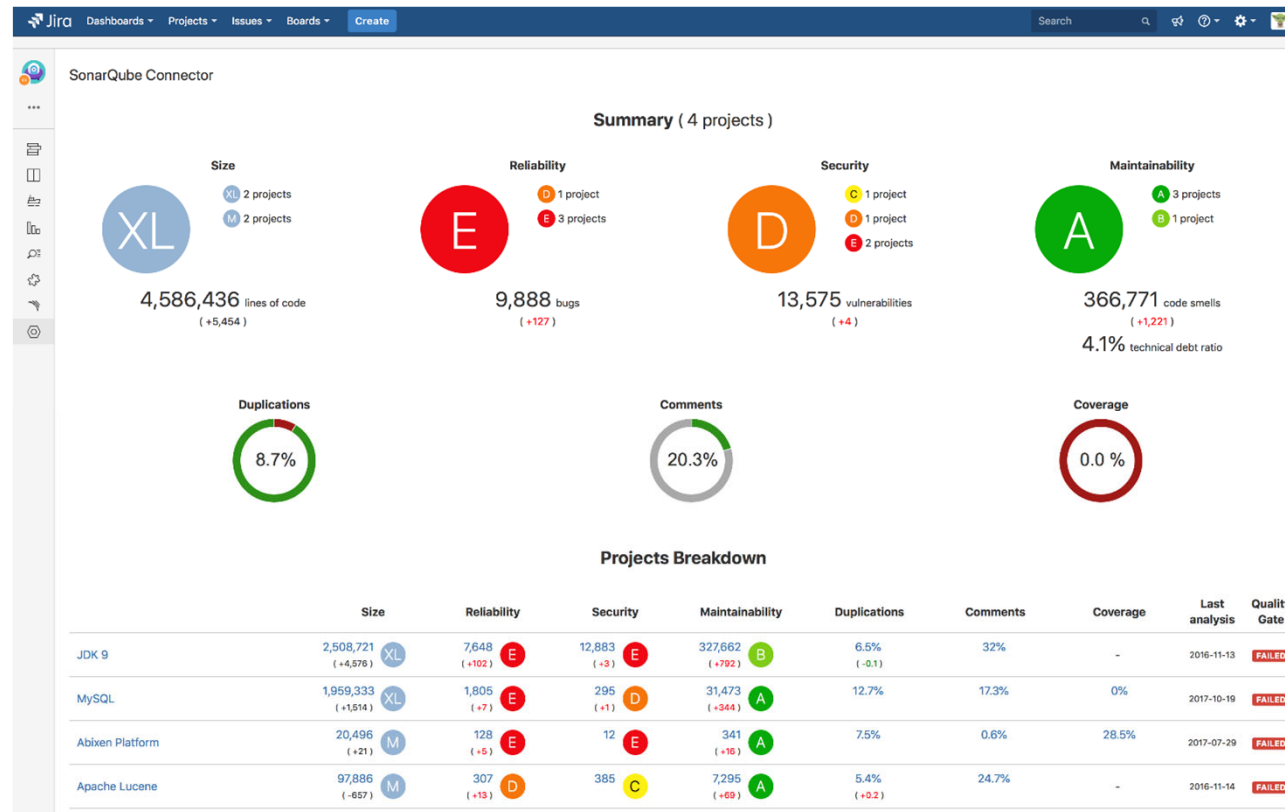 Jira Dashboards Projects Issues Boards Create Search
SonarQube Connector
Summary ( 4 projects )
Size Reliability Security Maintainability
XL
XL 2 projects
M 2 projects
4,586,436 lines of code
( +5,454 )
E
D 1 project
E 3 projects
9,888 bugs
( +127 )
D
C 1 project
D 1 project
E 2 projects
13,575 vulnerabilities
( +4 )
A
A 3 projects
B 1 project
366,771 code smells
( +1,221 )
4.1% technical debt ratio
Duplications Comments Coverage
8.7% 20.3% 0.0 %
Projects Breakdown
Size Reliability Security Maintainability Duplications Comments Coverage Last analysis Qualit Gate
JDK 9 2,508,721 ( +4,576 ) XL 7,648 ( +102 ) E 12,883 ( +3 ) E 327,662 ( +792 ) B 6.5% ( -0.1 ) 32% - 2016-11-13 FAILED
MySQL 1,959,333 ( +1,514 ) XL 1,805 ( +7 ) E 295 ( +1 ) D 31,473 ( +344 ) A 12.7% 17.3% 0% 2017-10-19 FAILED
Abixen Platform 20,496 ( +21 ) M 128 ( +5 ) E 12 E 341 ( +16 ) A 7.5% 0.6% 28.5% 2017-07-29 FAILED
Apache Lucene 97,886 ( -657 ) M 307 ( +13 ) D 385 C 7,295 ( +69 ) A 5.4% ( +0.2 ) 24.7% - 2016-11-14 FAILED